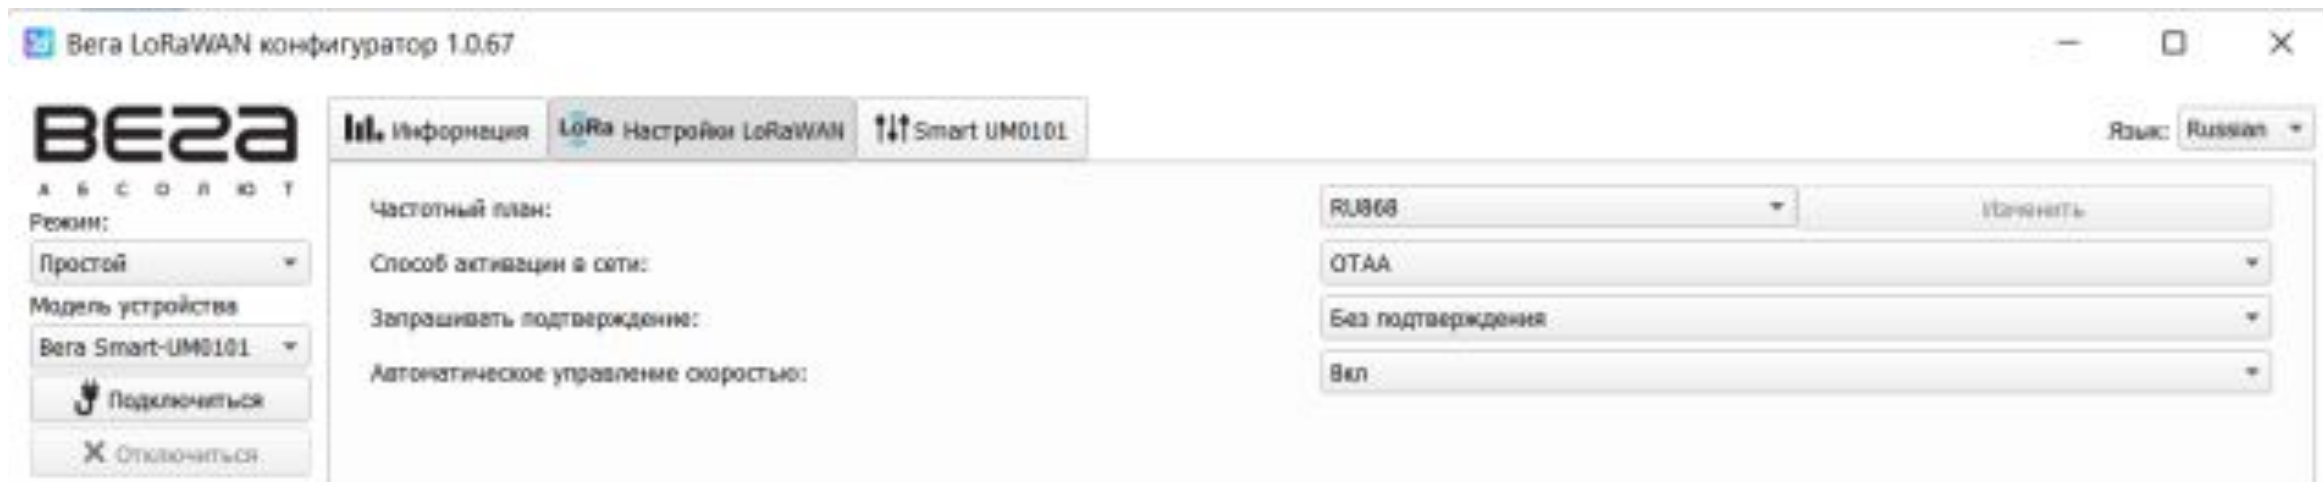 Вега LoRaWAN конфигуратор 1.0.67
ВЕГА
АБСОЛЮТ
Информация
LoRa Настройки LoRaWAN
Smart UM0101
Язык: Russian
Режим:
Простой
Модель устройства
Вега Smart-UM0101
Подключиться
Отключиться
Частотный план: RU868 Изменить
Способ активации в сети: OTAA
Запрашивать подтверждение: Без подтверждения
Автоматическое управление скоростью: Вкл